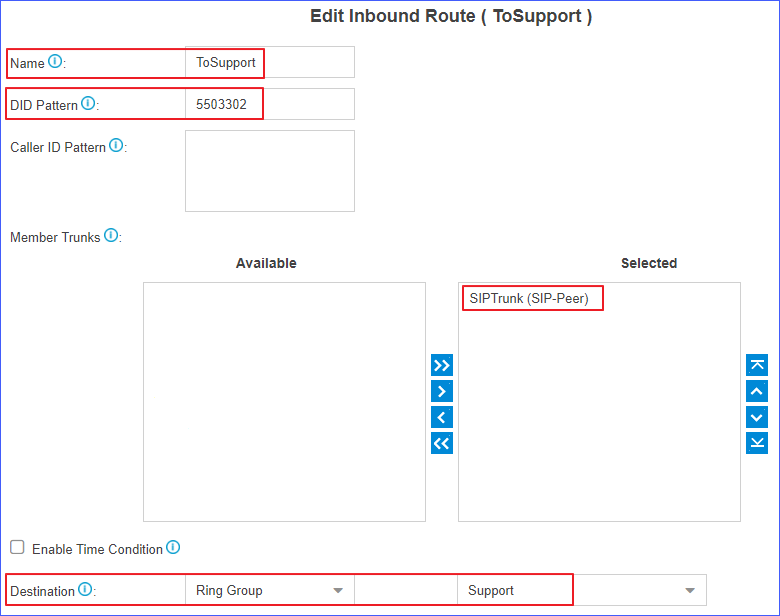 Edit Inbound Route ( ToSupport )
Name ⓘ: ToSupport
DID Pattern ⓘ: 5503302
Caller ID Pattern ⓘ:
Member Trunks ⓘ:
Available Selected
SIPTrunk (SIP-Peer)
Enable Time Condition ⓘ
Destination ⓘ: Ring Group Support